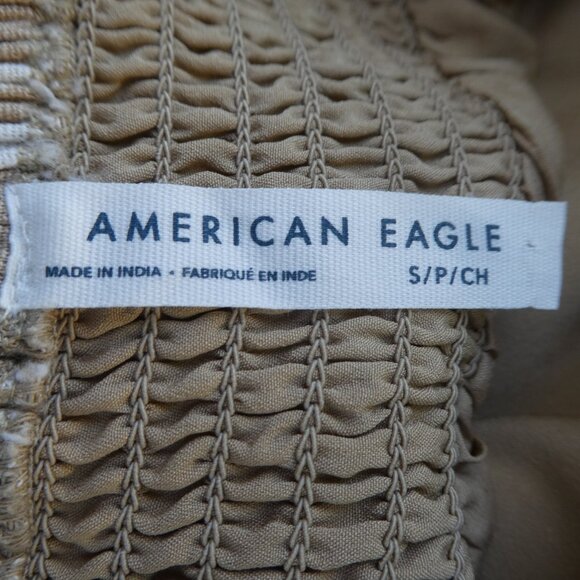 AMERICAN EAGLE
MADE IN INDIA • FABRIQUÉ EN INDE S/P/CH